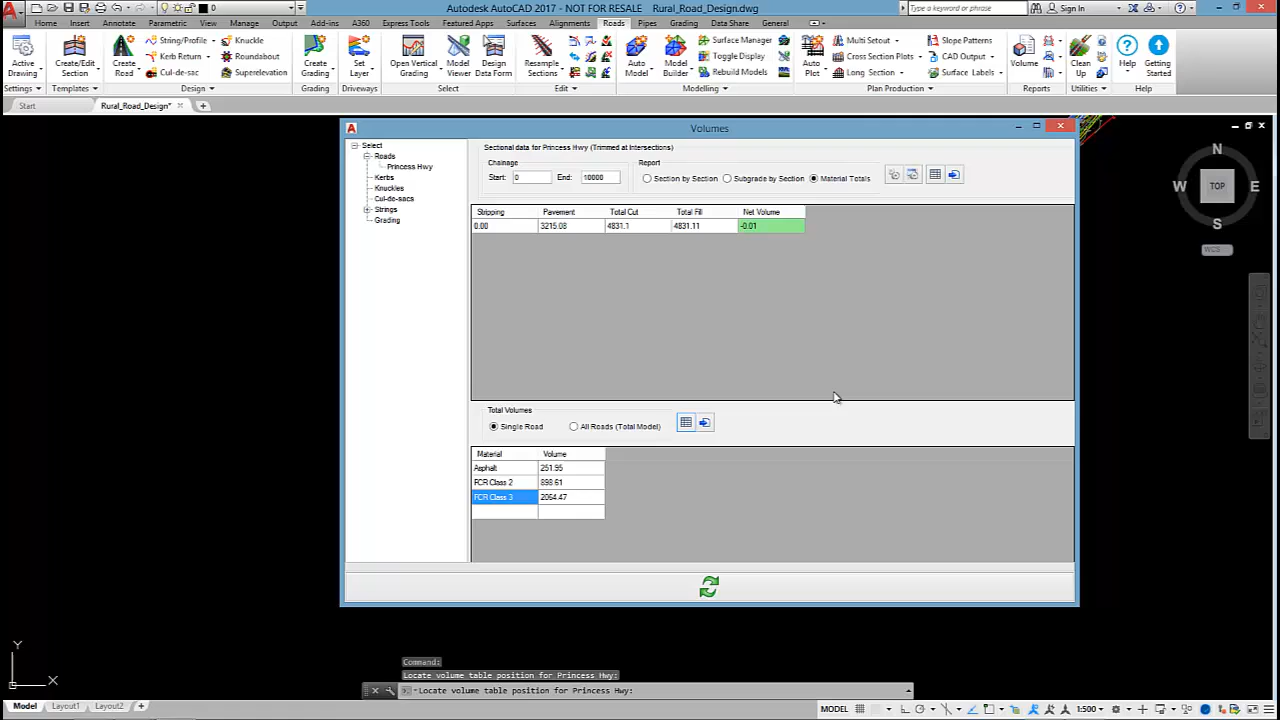 Autodesk AutoCAD 2017 - NOT FOR RESALE Rural_Road_Design.dwg
Type a keyword or phrase
Sign In
0
Home Insert Annotate Parametric View Manage Output Add-ins A360 Express Tools Featured Apps Surfaces Alignments Roads Pipes Grading Data Share General
Active Drawing
Create/Edit Section
Create Road
String/Profile
Kerb Return
Cul-de-sac
Knuckle
Roundabout
Superelevation
Create Grading
Set Layer
Open Vertical Grading
Model Viewer
Design Data Form
Resample Sections
Auto Model
Model Builder
Surface Manager
Toggle Display
Rebuild Models
Auto Plot
Multi Setout
Cross Section Plots
Long Section
Slope Patterns
CAD Output
Surface Labels
Volume
Clean Up
Help
Getting Started
Settings Templates Design Grading Driveways Select Edit Modelling Plan Production Reports Utilities Help
Start Rural_Road_Design*
Volumes
Select
Roads
Princess Hwy
Kerbs
Knuckles
Cul-de-sacs
Strings
Grading
Sectional data for Princess Hwy (Trimmed at Intersections)
Chainage
Start: 0 End: 10000
Report
Section by Section Subgrade by Section Material Totals
Stripping Pavement Total Cut Total Fill Net Volume
0.00 3215.08 4831.1 4831.11 -0.01
Total Volumes
Single Road All Roads (Total Model)
Material Volume
Asphalt 251.95
FCR Class 2 898.61
FCR Class 3 2064.47
N
W TOP E
S
WCS
Y
X
Command:
Locate volume table position for Princess Hwy:
Locate volume table position for Princess Hwy:
Model Layout1 Layout2
MODEL
1:500